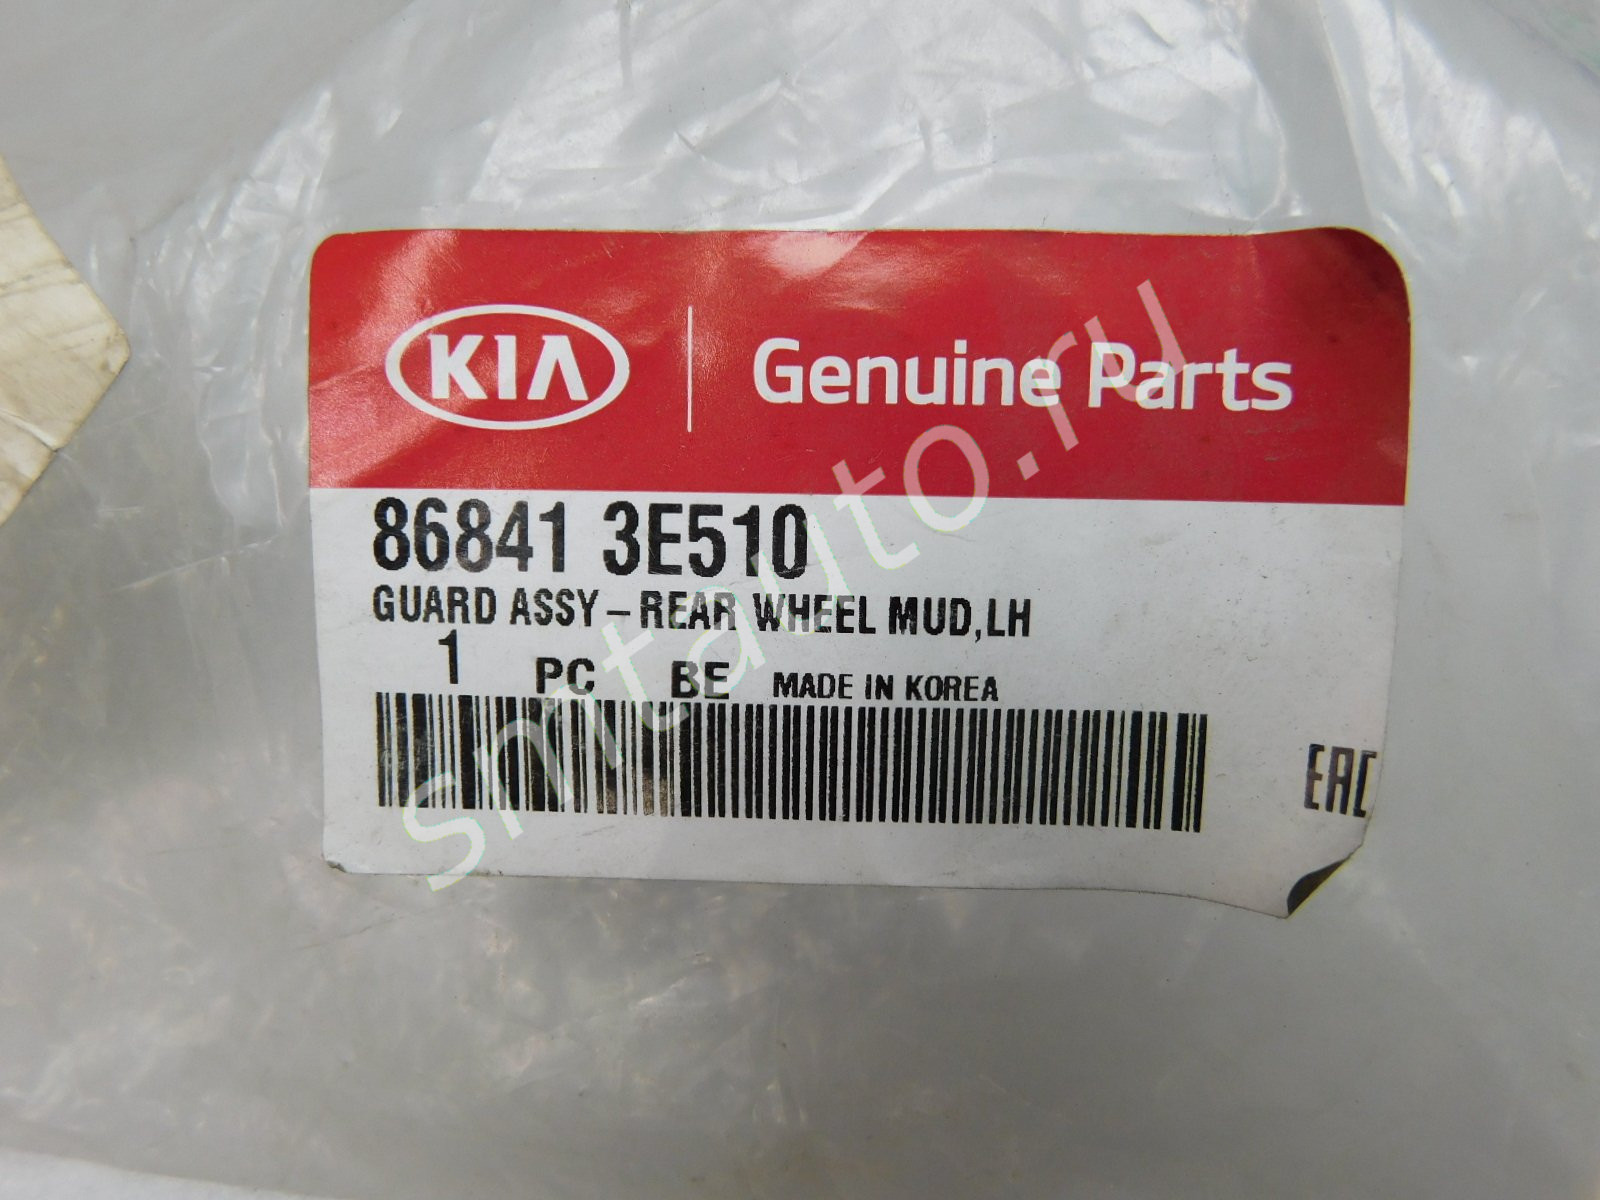 KIA Genuine Parts
86841 3E510
GUARD ASSY-REAR WHEEL MUD,LH
1 PC BE MADE IN KOREA
EAC
smtauto.ru